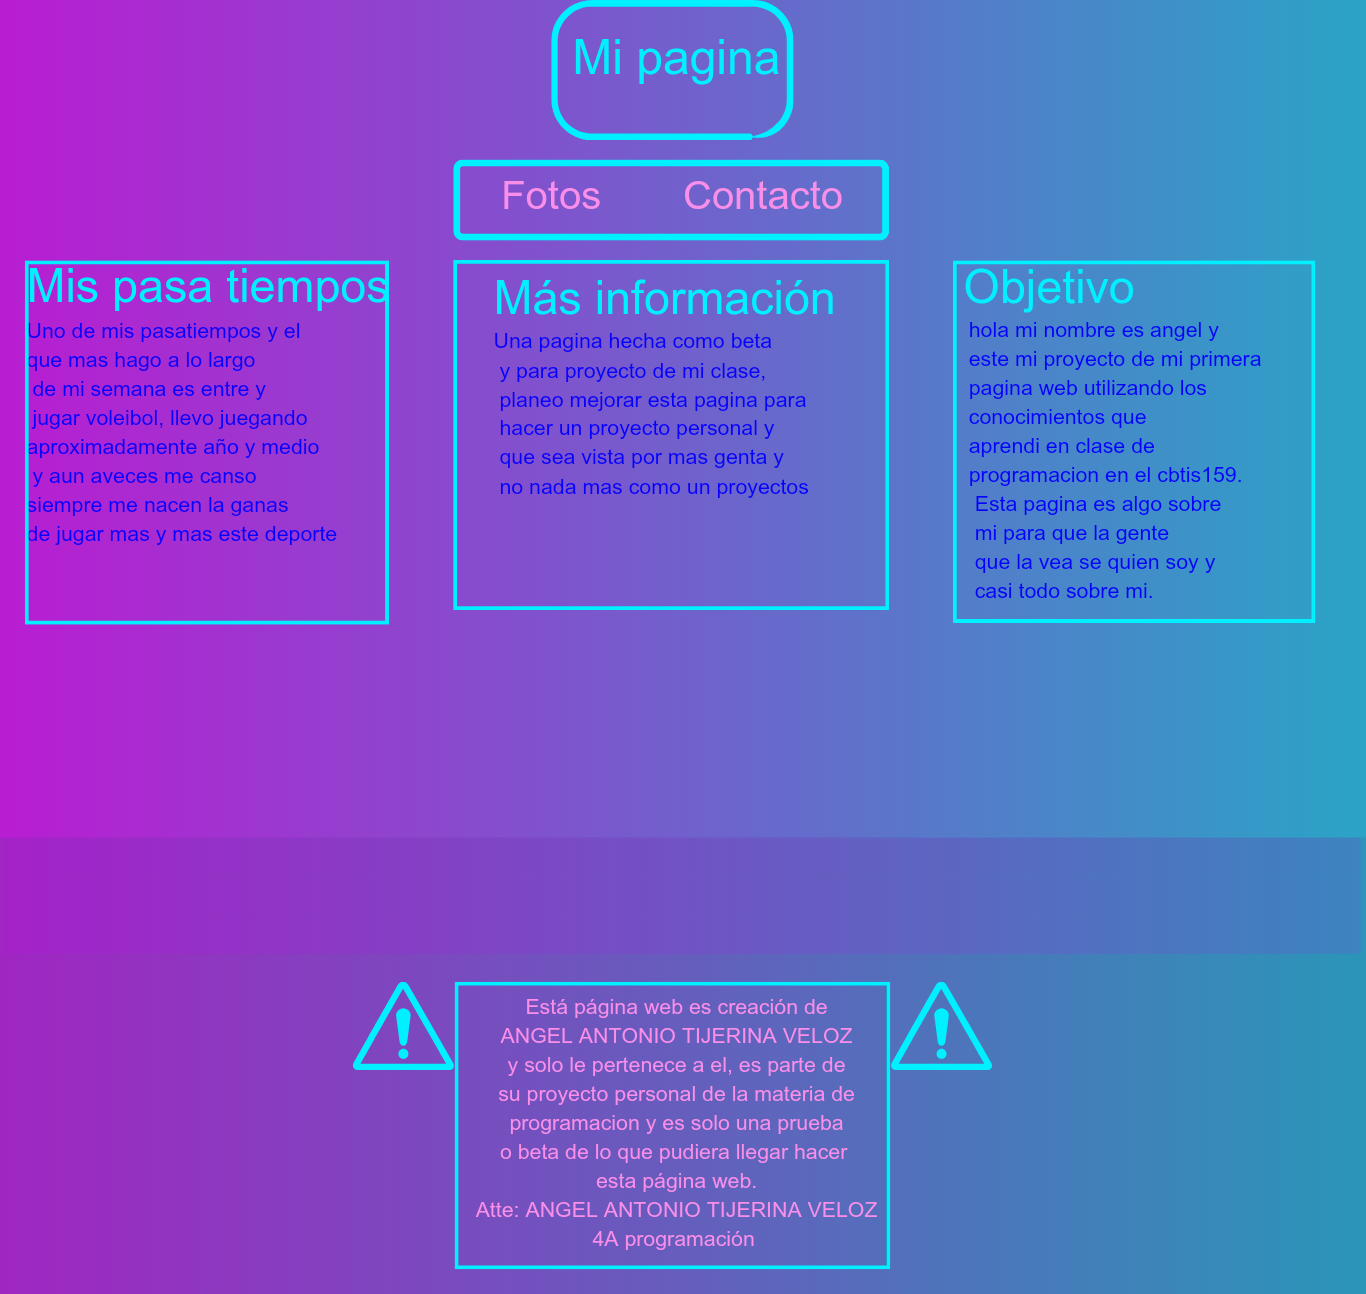 Mi pagina
Fotos
Contacto
Mis pasa tiempos
Uno de mis pasatiempos y el
que mas hago a lo largo
de mi semana es entre y
jugar voleibol, llevo juegando
aproximadamente año y medio
y aun aveces me canso
siempre me nacen la ganas
de jugar mas y mas este deporte
Más información
Una pagina hecha como beta
y para proyecto de mi clase,
planeo mejorar esta pagina para
hacer un proyecto personal y
que sea vista por mas genta y
no nada mas como un proyectos
Objetivo
hola mi nombre es angel y
este mi proyecto de mi primera
pagina web utilizando los
conocimientos que
aprendi en clase de
programacion en el cbtis159.
Esta pagina es algo sobre
mi para que la gente
que la vea se quien soy y
casi todo sobre mi.
Está página web es creación de
ANGEL ANTONIO TIJERINA VELOZ
y solo le pertenece a el, es parte de
su proyecto personal de la materia de
programacion y es solo una prueba
o beta de lo que pudiera llegar hacer
esta página web.
Atte: ANGEL ANTONIO TIJERINA VELOZ
4A programación